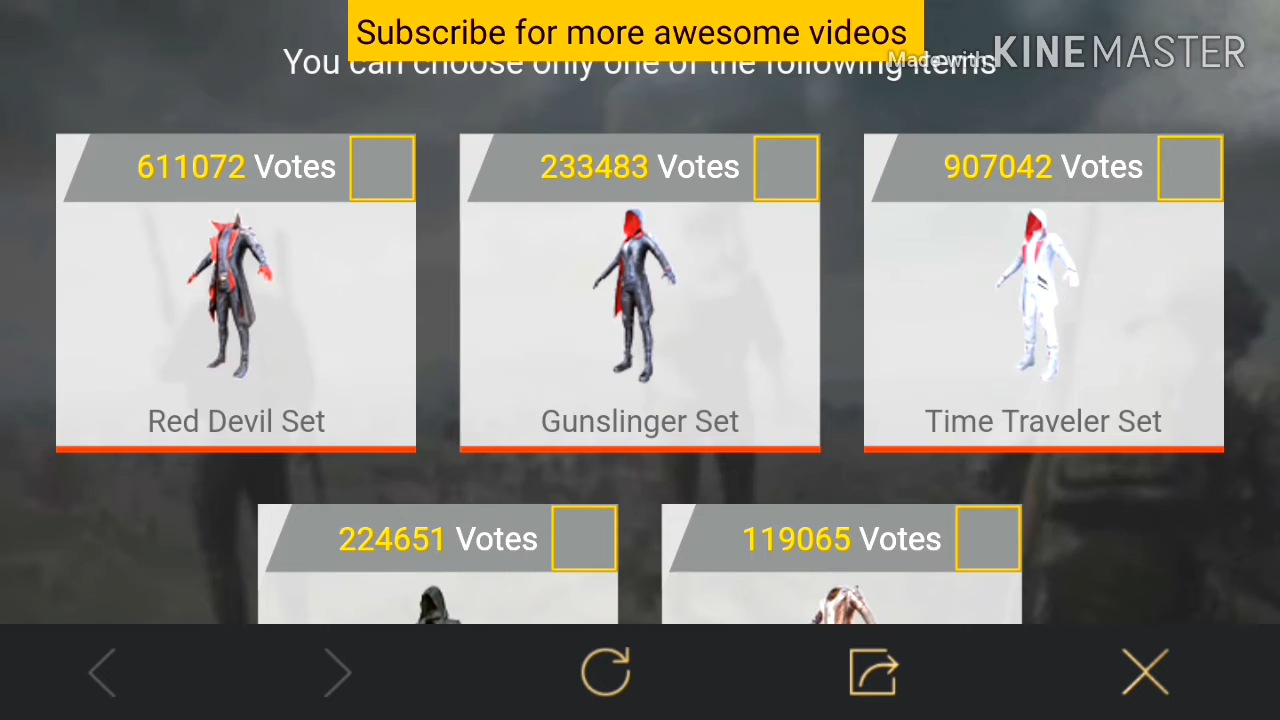 Subscribe for more awesome videos
You can choose only one of the following items
Made with KINEMASTER
611072 Votes
233483 Votes
907042 Votes
Red Devil Set
Gunslinger Set
Time Traveler Set
224651 Votes
119065 Votes